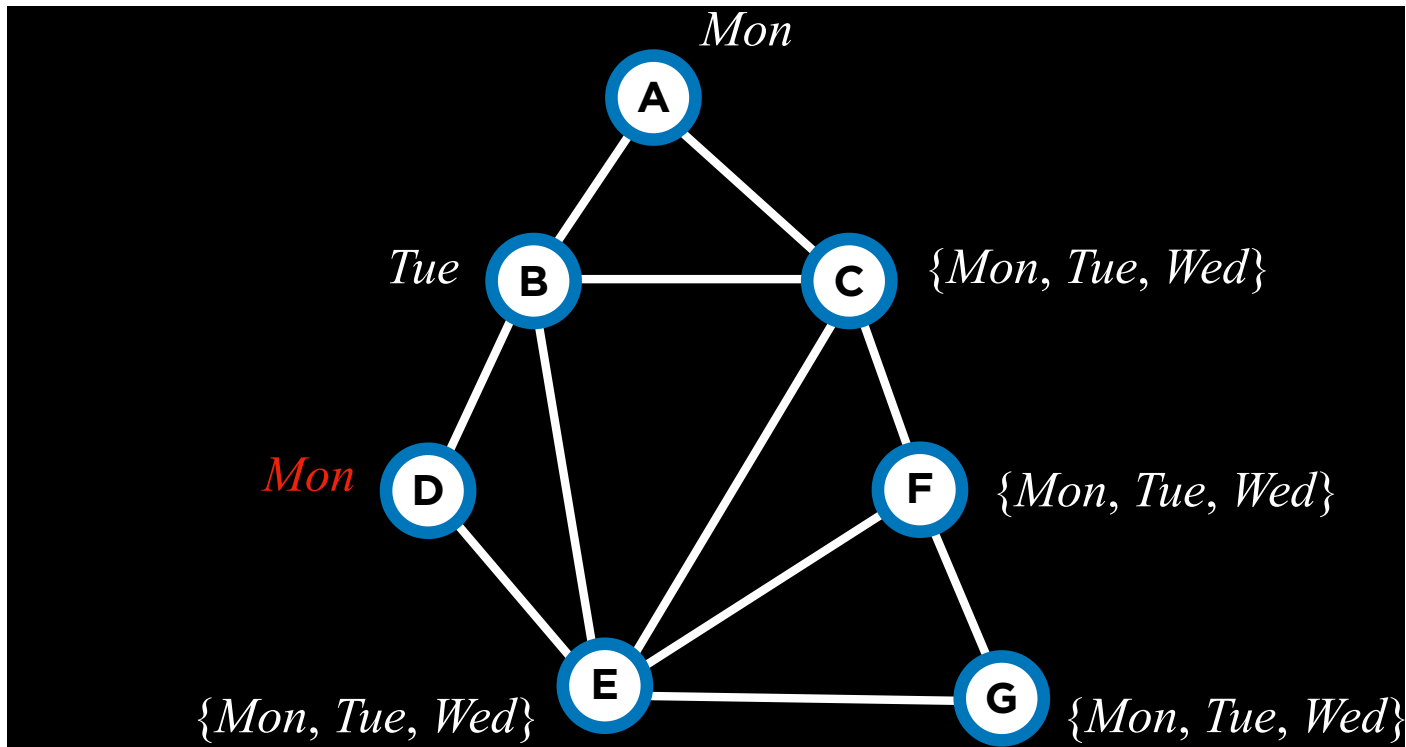 Mon
A
Tue B C {Mon, Tue, Wed}
Mon D F {Mon, Tue, Wed}
{Mon, Tue, Wed} E G {Mon, Tue, Wed}